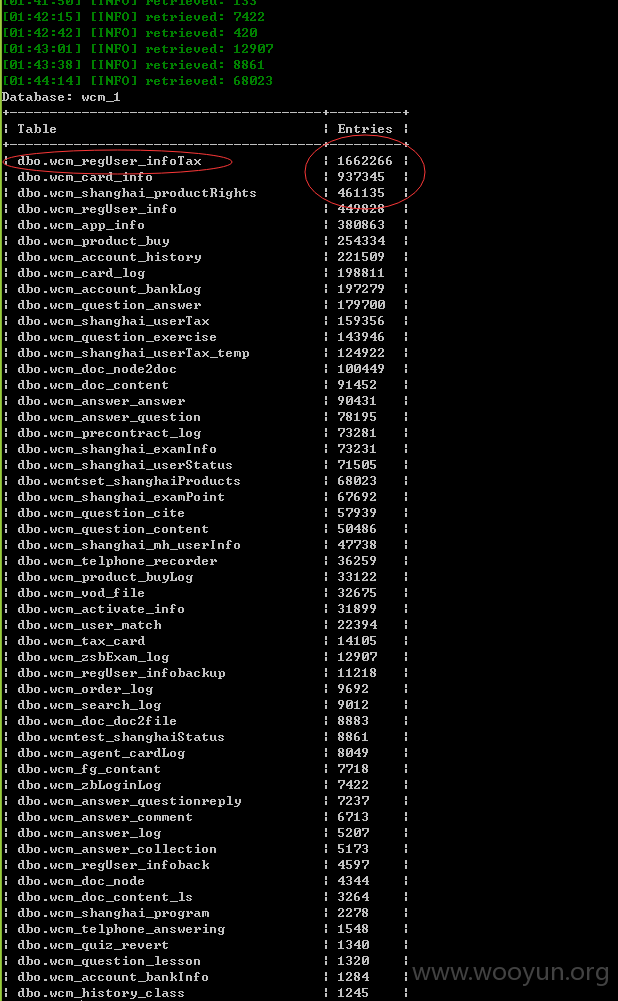 [01:41:50] [INFO] retrieved: 133
[01:42:15] [INFO] retrieved: 7422
[01:42:42] [INFO] retrieved: 420
[01:43:01] [INFO] retrieved: 12907
[01:43:38] [INFO] retrieved: 8861
[01:44:14] [INFO] retrieved: 68023
Database: wcm_1
| Table | Entries |
| dbo.wcm_regUser_infoTax | 1662266 |
| dbo.wcm_card_info | 937345 |
| dbo.wcm_shanghai_productRights | 461135 |
| dbo.wcm_regUser_info | 449828 |
| dbo.wcm_app_info | 380863 |
| dbo.wcm_product_buy | 254334 |
| dbo.wcm_account_history | 221509 |
| dbo.wcm_card_log | 198811 |
| dbo.wcm_account_bankLog | 197279 |
| dbo.wcm_question_answer | 179700 |
| dbo.wcm_shanghai_userTax | 159356 |
| dbo.wcm_question_exercise | 143946 |
| dbo.wcm_shanghai_userTax_temp | 124922 |
| dbo.wcm_doc_node2doc | 100449 |
| dbo.wcm_doc_content | 91452 |
| dbo.wcm_answer_answer | 90431 |
| dbo.wcm_answer_question | 78195 |
| dbo.wcm_precontract_log | 73281 |
| dbo.wcm_shanghai_examInfo | 73231 |
| dbo.wcm_shanghai_userStatus | 71505 |
| dbo.wcmtset_shanghaiProducts | 68023 |
| dbo.wcm_shanghai_examPoint | 67692 |
| dbo.wcm_question_cite | 57939 |
| dbo.wcm_question_content | 50486 |
| dbo.wcm_shanghai_mh_userInfo | 47738 |
| dbo.wcm_telphone_recorder | 36259 |
| dbo.wcm_product_buyLog | 33122 |
| dbo.wcm_vod_file | 32675 |
| dbo.wcm_activate_info | 31899 |
| dbo.wcm_user_match | 22394 |
| dbo.wcm_tax_card | 14105 |
| dbo.wcm_zsbExam_log | 12907 |
| dbo.wcm_regUser_infobackup | 11218 |
| dbo.wcm_order_log | 9692 |
| dbo.wcm_search_log | 9012 |
| dbo.wcm_doc_doc2file | 8883 |
| dbo.wcmtest_shanghaiStatus | 8861 |
| dbo.wcm_agent_cardLog | 8049 |
| dbo.wcm_fg_contant | 7718 |
| dbo.wcm_zbLoginLog | 7422 |
| dbo.wcm_answer_questionreply | 7237 |
| dbo.wcm_answer_comment | 6713 |
| dbo.wcm_answer_log | 5207 |
| dbo.wcm_answer_collection | 5173 |
| dbo.wcm_regUser_infoback | 4597 |
| dbo.wcm_doc_node | 4344 |
| dbo.wcm_doc_content_ls | 3264 |
| dbo.wcm_shanghai_program | 2278 |
| dbo.wcm_telphone_answering | 1548 |
| dbo.wcm_quiz_revert | 1340 |
| dbo.wcm_question_lesson | 1320 |
| dbo.wcm_account_bankInfo | 1284 |
| dbo.wcm_history_class | 1245 |
www.wooyun.org